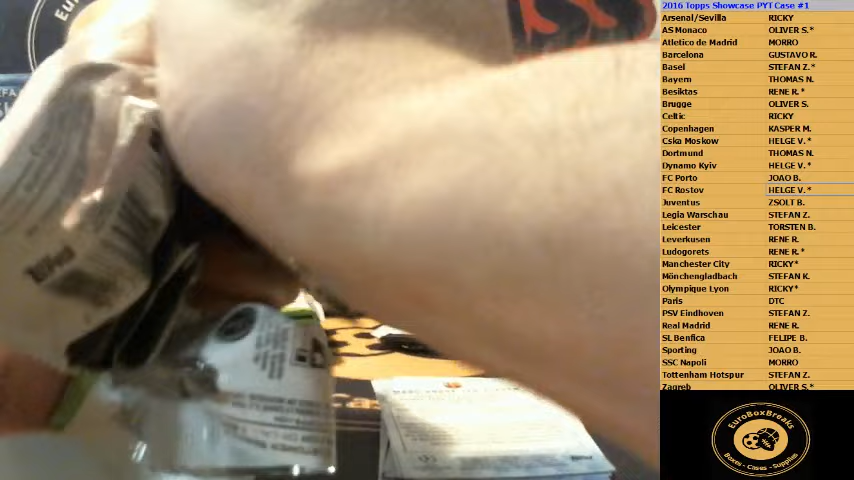 2016 Topps Showcase PYT Case #1
Arsenal/Sevilla RICKY
AS Monaco OLIVER S.*
Atletico de Madrid MORRO
Barcelona GUSTAVO R.
Basel STEFAN Z.*
Bayern THOMAS N.
Besiktas RENE R.*
Brugge OLIVER S.
Celtic RICKY
Copenhagen KASPER M.
Cska Moskow HELGE V.*
Dortmund THOMAS N.
Dynamo Kyiv HELGE V.*
FC Porto JOAO B.
FC Rostov HELGE V.*
Juventus ZSOLT B.
Legia Warschau STEFAN Z.
Leicester TORSTEN B.
Leverkusen RENE R.
Ludogorets RENE R.*
Manchester City RICKY*
Mönchengladbach STEFAN K.
Olympique Lyon RICKY*
Paris DTC
PSV Eindhoven STEFAN Z.
Real Madrid RENE R.
SL Benfica FELIPE B.
Sporting JOAO B.
SSC Napoli MORRO
Tottenham Hotspur STEFAN Z.
Zagreb OLIVER S.*
EuroBoxBreaks
Boxes - Cases - Supplies